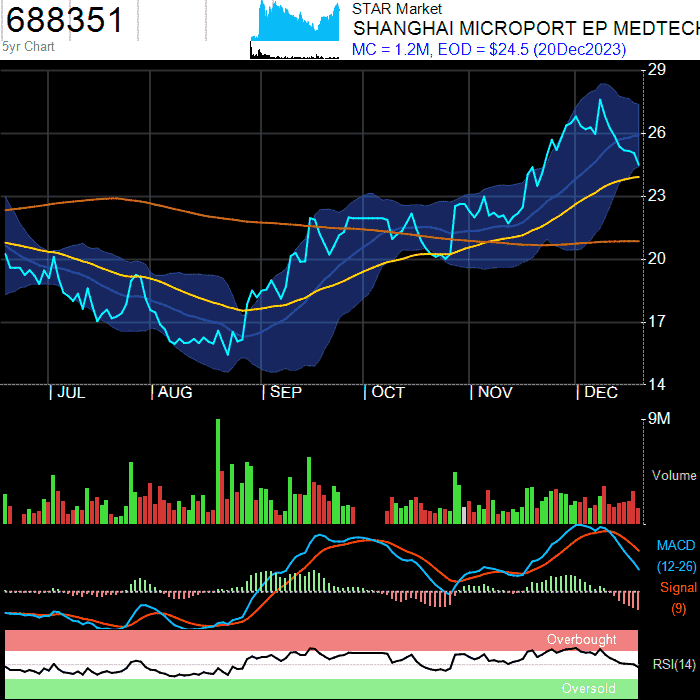 688351
5yr Chart
STAR Market
SHANGHAI MICROPORT EP MEDTECH
MC = 1.2M, EOD = $24.5 (20Dec2023)
29
26
23
20
17
14
| JUL | AUG | SEP | OCT | NOV | DEC
9M
Volume
MACD
(12-26)
Signal
(9)
Overbought
RSI(14)
Oversold